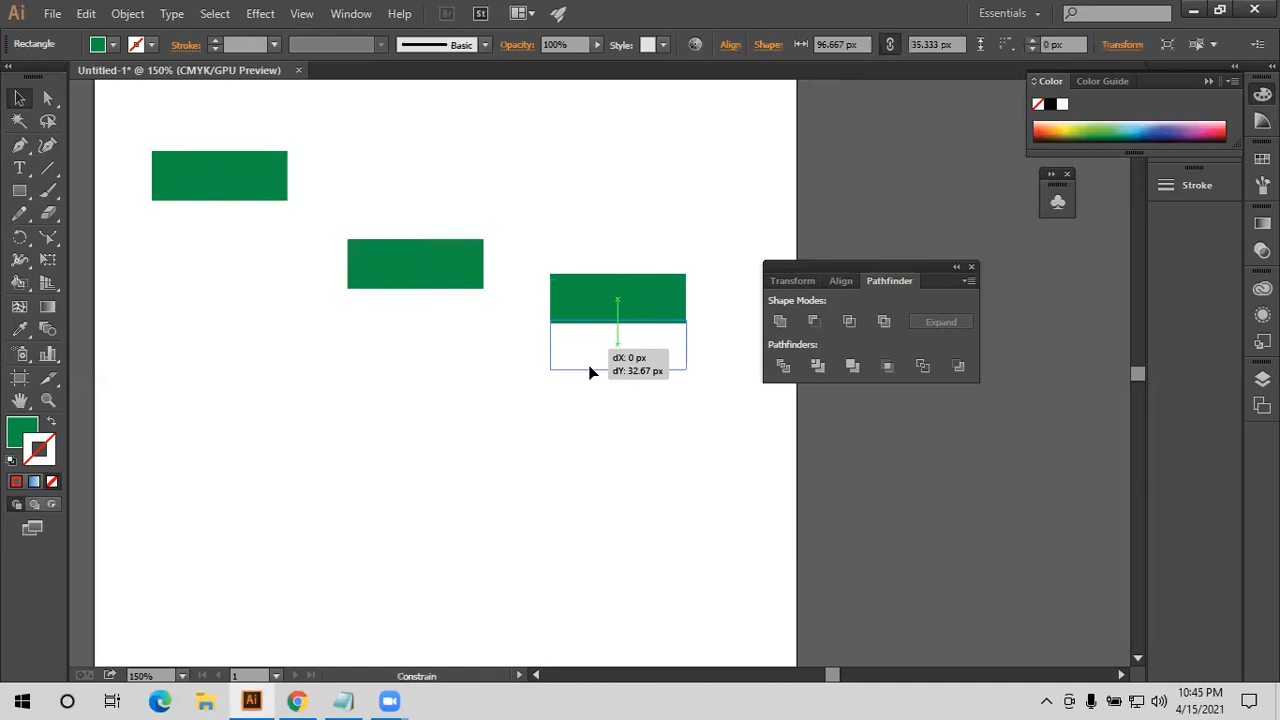 Ai File Edit Object Type Select Effect View Window Help Br St Essentials
Rectangle Stroke: Basic Opacity: 100% Style: Align Shape: 96.667 px 35.333 px 0 px Transform
Untitled-1* @ 150% (CMYK/GPU Preview)
Color Color Guide
Stroke
Transform Align Pathfinder
Shape Modes:
Expand
Pathfinders:
dX: 0 px
dY: 32.67 px
150% 1 Constrain
Ai
10:45 PM
4/15/2021